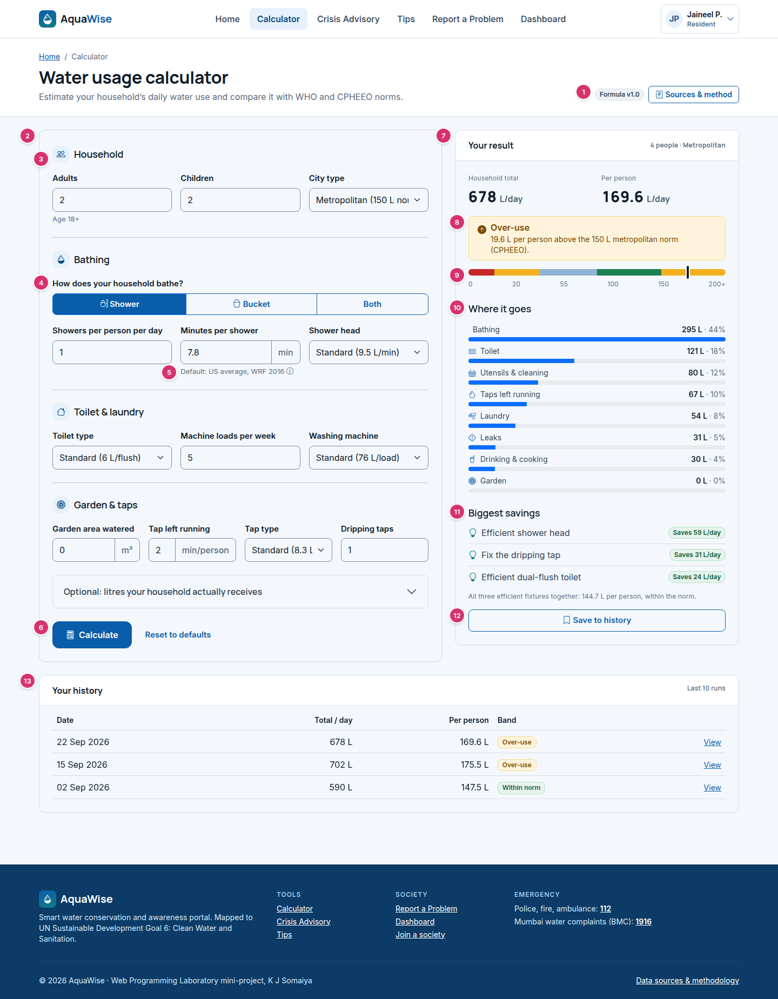 AquaWise
Home
Calculator
Crisis Advisory
Tips
Report a Problem
Dashboard
JP
Jaineel P.
Resident
Home / Calculator
Water usage calculator
Estimate your household's daily water use and compare it with WHO and CPHEEO norms.
1
Formula v1.0
Sources & method
2
3
Household
Adults
Children
City type
2
2
Metropolitan (150 L nor
Age 18+
Bathing
4
How does your household bathe?
Shower
Bucket
Both
Showers per person per day
Minutes per shower
Shower head
1
7.8
min
Standard (9.5 L/min)
5
Default: US average, WRF 2016
Toilet & laundry
Toilet type
Machine loads per week
Washing machine
Standard (6 L/flush)
5
Standard (76 L/load)
Garden & taps
Garden area watered
Tap left running
Tap type
Dripping taps
0
m²
2
min/person
Standard (8.3 L
1
Optional: litres your household actually receives
6
Calculate
Reset to defaults
7
Your result
4 people · Metropolitan
Household total
Per person
678 L/day
169.6 L/day
8
Over-use
19.6 L per person above the 150 L metropolitan norm
(CPHEEO).
9
0
20
55
100
150
200+
10
Where it goes
Bathing
295 L · 44%
Toilet
121 L · 18%
Utensils & cleaning
80 L · 12%
Taps left running
67 L · 10%
Laundry
54 L · 8%
Leaks
31 L · 5%
Drinking & cooking
30 L · 4%
Garden
0 L · 0%
11
Biggest savings
Efficient shower head
Saves 59 L/day
Fix the dripping tap
Saves 31 L/day
Efficient dual-flush toilet
Saves 24 L/day
All three efficient fixtures together: 144.7 L per person, within the norm.
12
Save to history
13
Your history
Last 10 runs
Date
Total / day
Per person
Band
22 Sep 2026
678 L
169.6 L
Over-use
View
15 Sep 2026
702 L
175.5 L
Over-use
View
02 Sep 2026
590 L
147.5 L
Within norm
View
AquaWise
Smart water conservation and awareness portal. Mapped to
UN Sustainable Development Goal 6: Clean Water and
Sanitation.
TOOLS
Calculator
Crisis Advisory
Tips
SOCIETY
Report a Problem
Dashboard
Join a society
EMERGENCY
Police, fire, ambulance: 112
Mumbai water complaints (BMC): 1916
© 2026 AquaWise · Web Programming Laboratory mini-project, K J Somaiya
Data sources & methodology